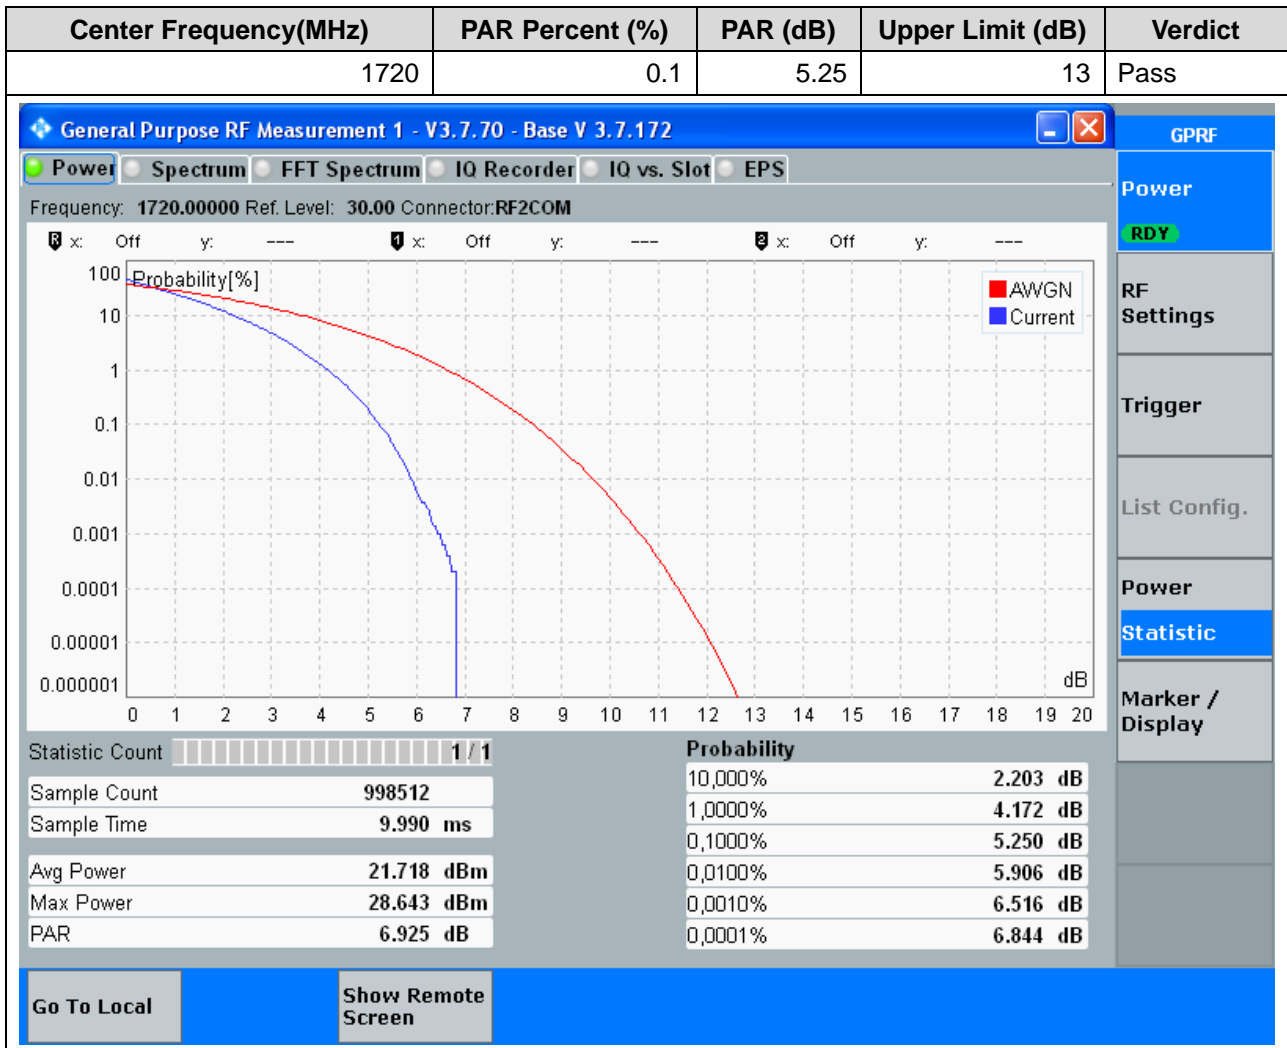 Center Frequency(MHz) PAR Percent (%) PAR (dB) Upper Limit (dB) Verdict
1720 0.1 5.25 13 Pass
General Purpose RF Measurement 1 - V3.7.70 - Base V 3.7.172
GPRF
Power Spectrum FFT Spectrum IQ Recorder IQ vs. Slot EPS
Power
RDY
Frequency: 1720.00000 Ref. Level: 30.00 Connector:RF2COM
R x: Off y: --- 1 x: Off y: --- 2 x: Off y: ---
Probability[%]
100
10
1
0.1
0.01
0.001
0.0001
0.00001
0.000001
AWGN
Current
dB
0 1 2 3 4 5 6 7 8 9 10 11 12 13 14 15 16 17 18 19 20
RF
Settings
Trigger
List Config.
Power
Statistic
Marker /
Display
Statistic Count 1 / 1
Sample Count 998512
Sample Time 9.990 ms
Avg Power 21.718 dBm
Max Power 28.643 dBm
PAR 6.925 dB
Probability
10,000% 2.203 dB
1,0000% 4.172 dB
0,1000% 5.250 dB
0,0100% 5.906 dB
0,0010% 6.516 dB
0,0001% 6.844 dB
Go To Local
Show Remote
Screen